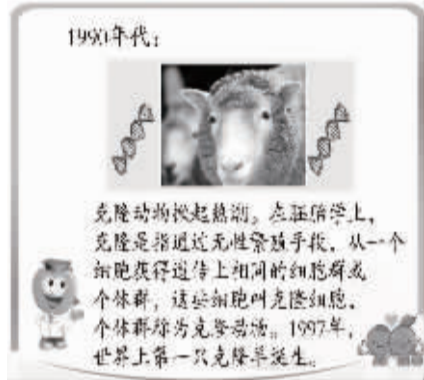 1990年代：
克隆动物掀起热潮。在胚胎学上，
克隆是指通过无性繁殖手段，从一个
细胞获得遗传上相同的细胞群或
个体群，这些细胞叫克隆细胞，
个体群称为克隆动物。1997年，
世界上第一只克隆羊诞生。